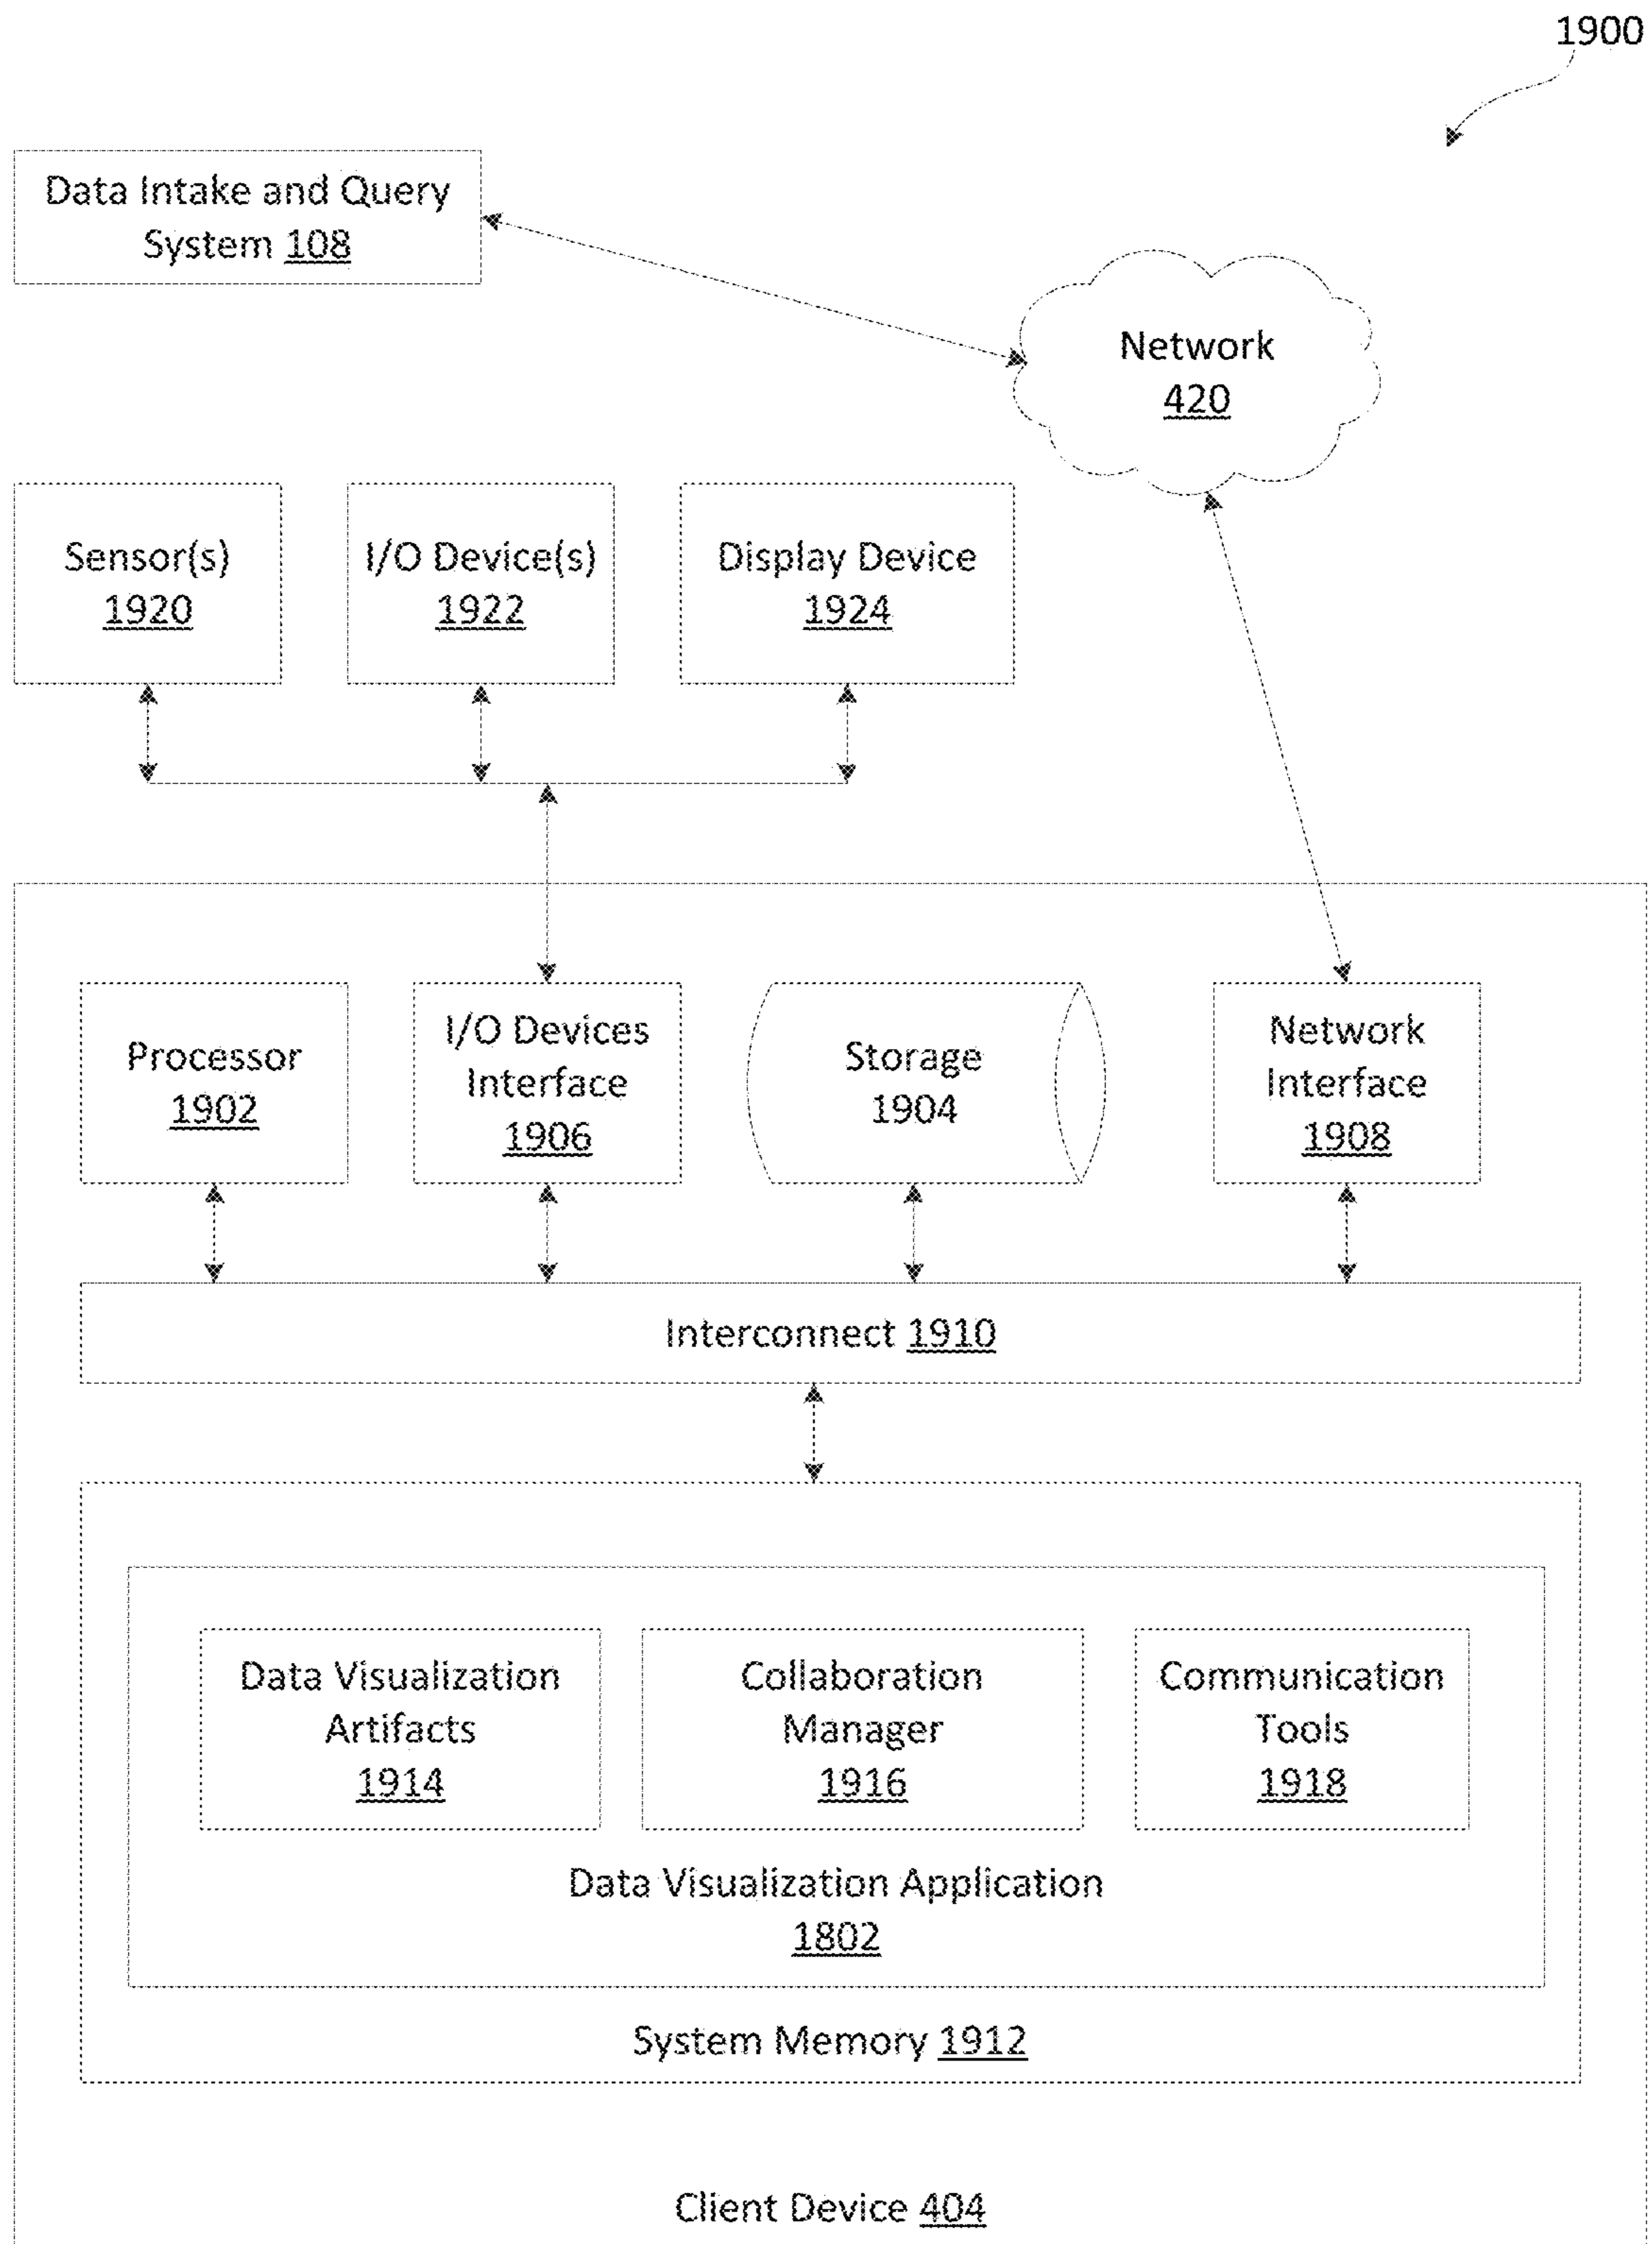 1900
Data Intake and Query
System 108
Network
420
Sensor(s)
1920
I/O Device(s)
1922
Display Device
1924
Processor
1902
I/O Devices
Interface
1906
Storage
1904
Network
Interface
1908
Interconnect 1910
Data Visualization
Artifacts
1914
Collaboration
Manager
1916
Communication
Tools
1918
Data Visualization Application
1802
System Memory 1912
Client Device 404